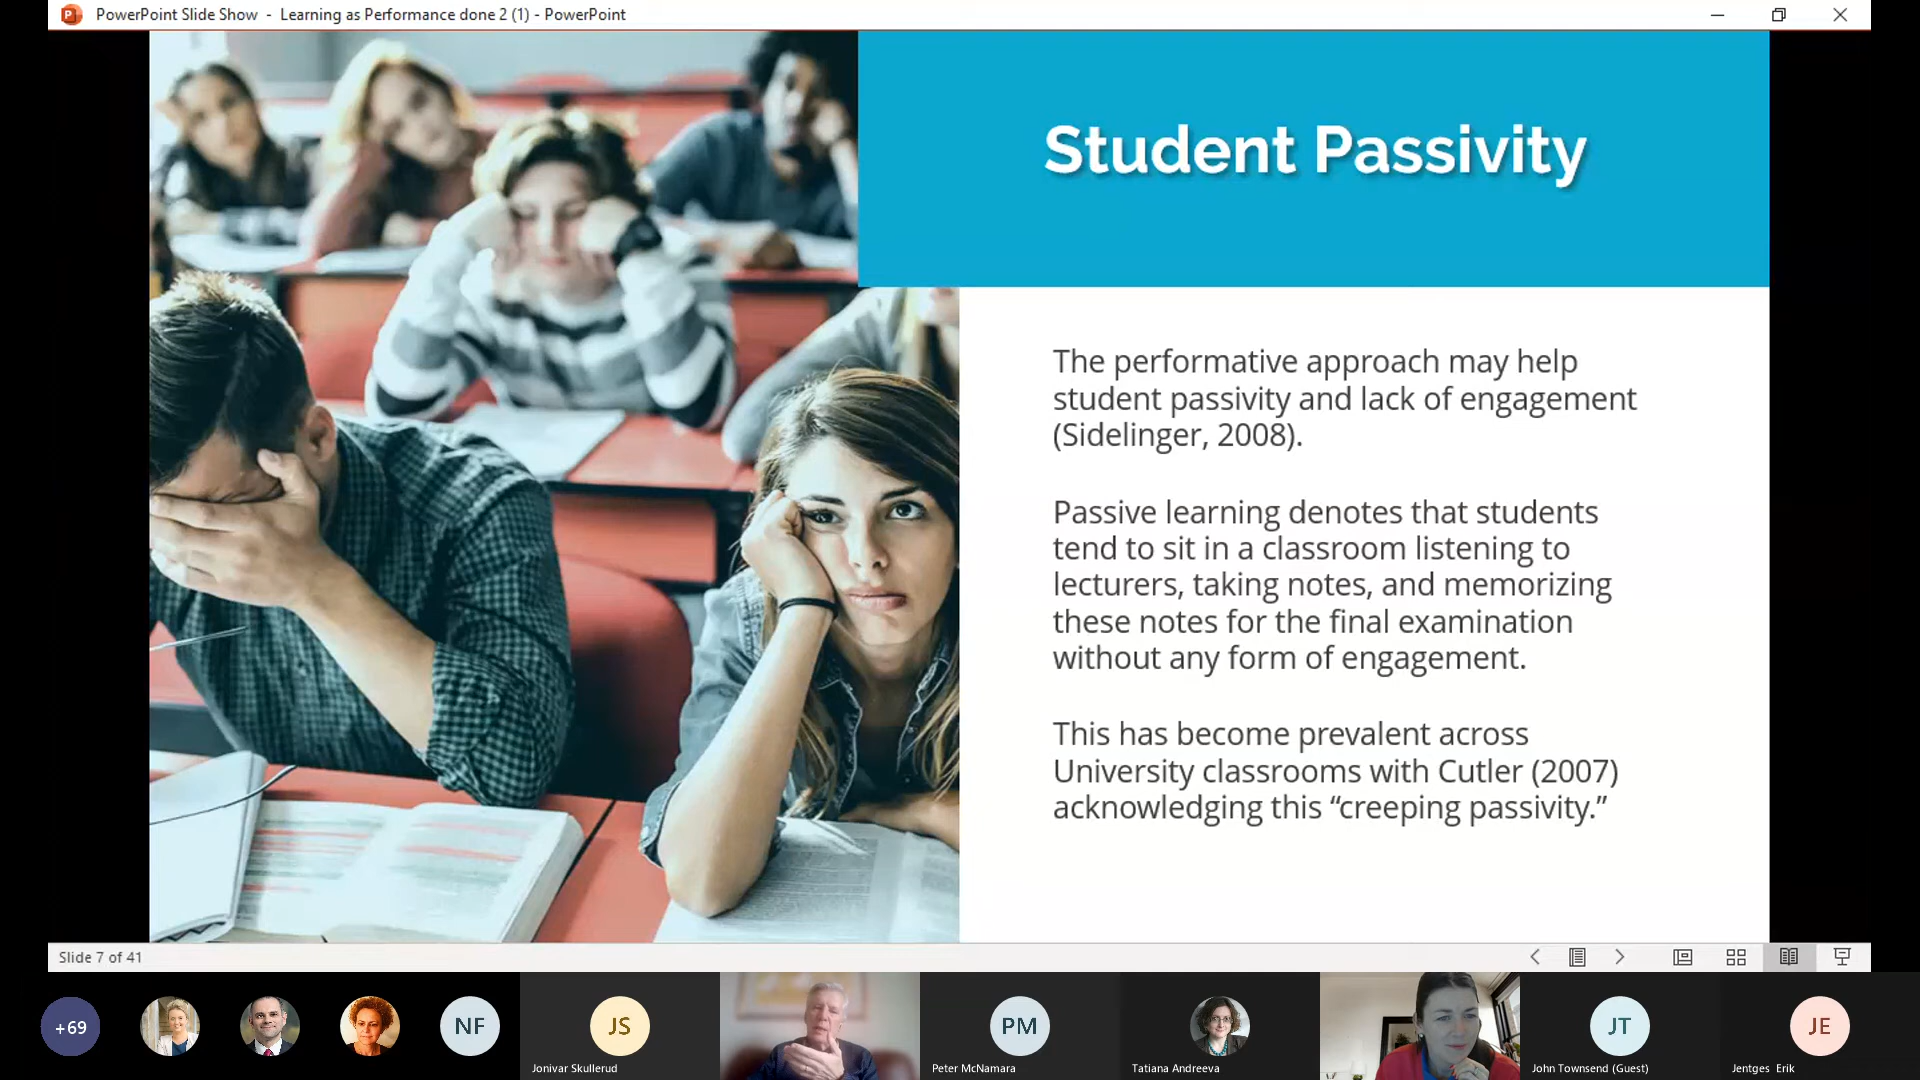 PowerPoint Slide Show - Learning as Performance done 2 (1) - PowerPoint
Student Passivity
The performative approach may help
student passivity and lack of engagement
(Sidelinger, 2008).
Passive learning denotes that students
tend to sit in a classroom listening to
lecturers, taking notes, and memorizing
these notes for the final examination
without any form of engagement.
This has become prevalent across
University classrooms with Cutler (2007)
acknowledging this “creeping passivity.”
Slide 7 of 41
+69
NF
JS
PM
JT
JE
Jonivar Skullerud
Peter McNamara
Tatiana Andreeva
John Townsend (Guest)
Jentges Erik